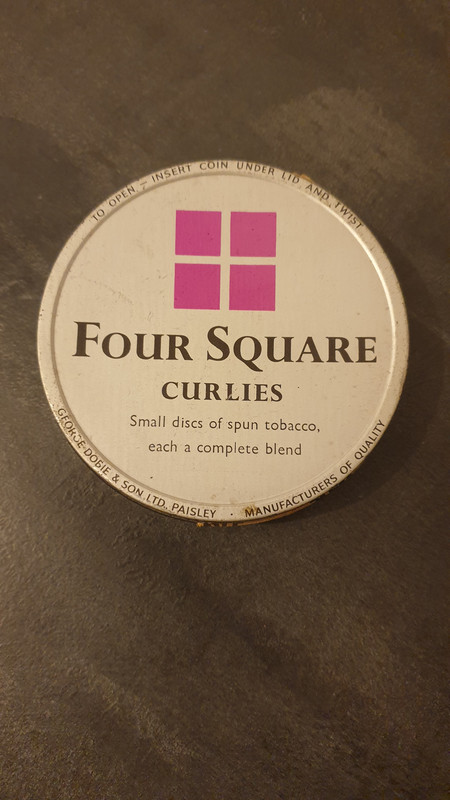 TO OPEN – INSERT COIN UNDER LID AND TWIST
FOUR SQUARE
CURLIES
Small discs of spun tobacco,
each a complete blend
GEORGE DOBIE & SON LTD. PAISLEY · MANUFACTURERS OF QUALITY